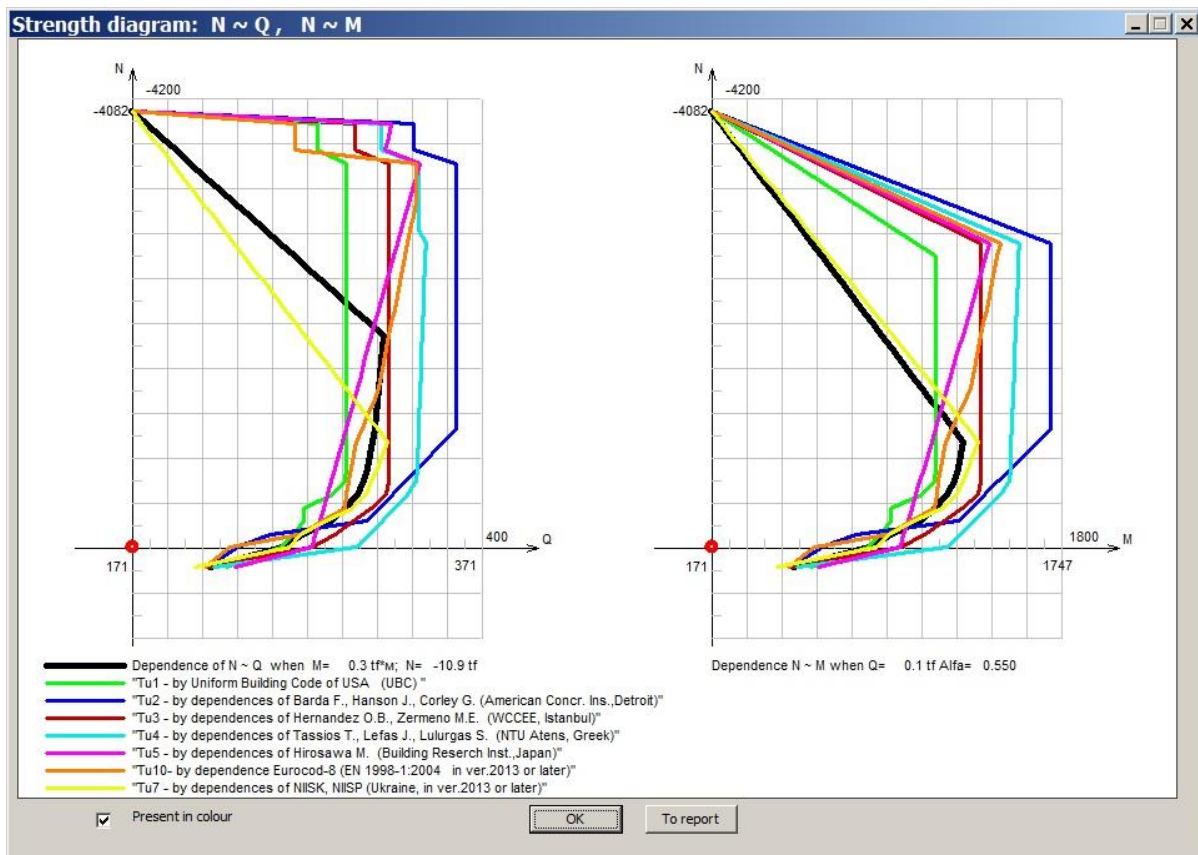 Strength diagram: N ~ Q , N ~ M
N
-4200
-4082
400
Q
171
371
N
-4200
-4082
1800
M
171
1747
Dependence of N ~ Q when M= 0.3 tf*м; N= -10.9 tf
Dependence N ~ M when Q= 0.1 tf Alfa= 0.550
"Tu1 - by Uniform Building Code of USA (UBC) "
"Tu2 - by dependences of Barda F., Hanson J., Corley G. (American Concr. Ins.,Detroit)"
"Tu3 - by dependences of Hernandez O.B., Zermeno M.E. (WCCEE, Istanbul)"
"Tu4 - by dependences of Tassios T., Lefas J., Lulurgas S. (NTU Atens, Greek)"
"Tu5 - by dependences of Hirosawa M. (Building Reserch Inst.,Japan)"
"Tu10- by dependence Eurocod-8 (EN 1998-1:2004 in ver.2013 or later)"
"Tu7 - by dependences of NIISK, NIISP (Ukraine, in ver.2013 or later)"
Present in colour
OK
To report